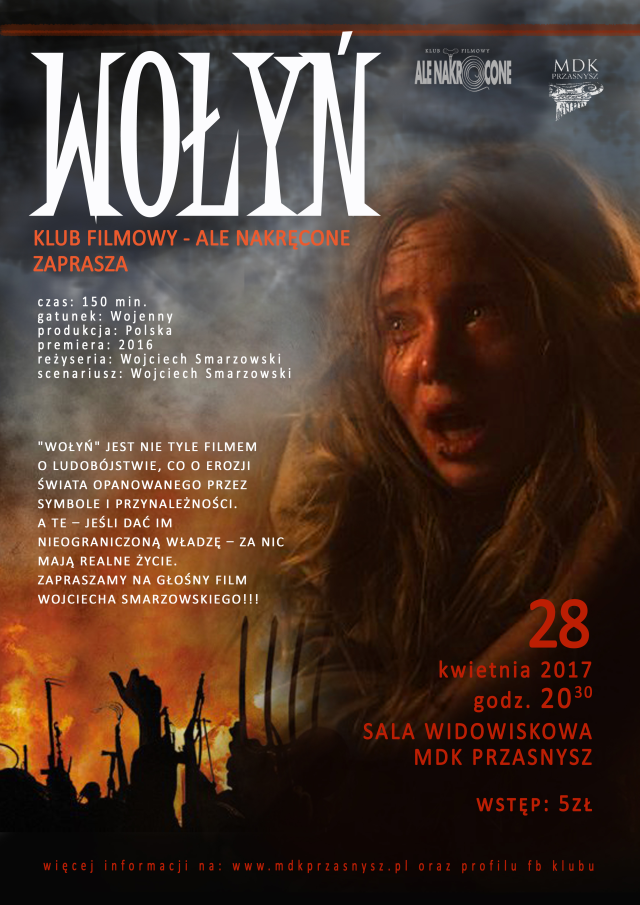 WOŁYŃ
KLUB FILMOWY
ALE NAKRĘCONE
MDK
PRZASNYSZ
KLUB FILMOWY - ALE NAKRĘCONE
ZAPRASZA
czas: 150 min.
gatunek: Wojenny
produkcja: Polska
premiera: 2016
reżyseria: Wojciech Smarzowski
scenariusz: Wojciech Smarzowski
"WOŁYŃ" JEST NIE TYLE FILMEM
O LUDOBÓJSTWIE, CO O EROZJI
ŚWIATA OPANOWANEGO PRZEZ
SYMBOLE I PRZYNALEŻNOŚCI.
A TE – JEŚLI DAĆ IM
NIEOGRANICZONĄ WŁADZĘ – ZA NIC
MAJĄ REALNE ŻYCIE.
ZAPRASZAMY NA GŁOŚNY FILM
WOJCIECHA SMARZOWSKIEGO!!!
28
kwietnia 2017
godz. 20³⁰
SALA WIDOWISKOWA
MDK PRZASNYSZ
WSTĘP: 5ZŁ
więcej informacji na: www.mdkprzasnysz.pl oraz profilu fb klubu